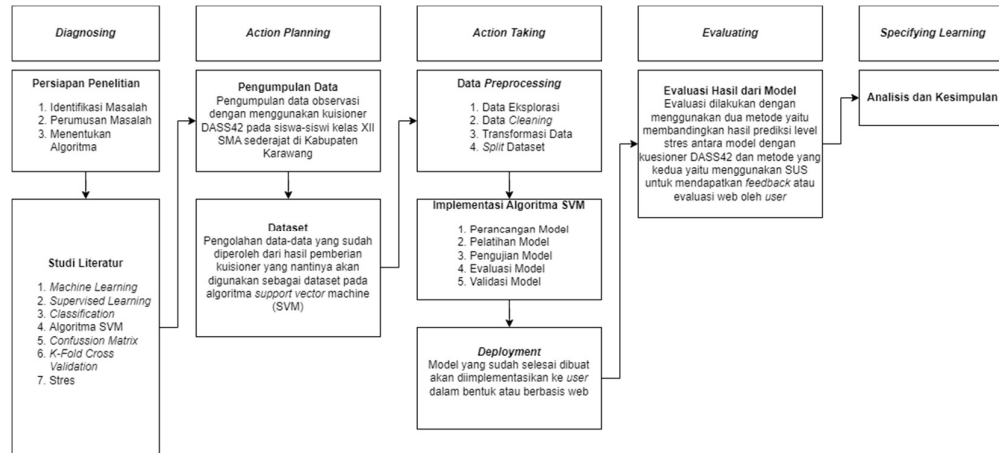 Diagnosing
Persiapan Penelitian
1. Identifikasi Masalah
2. Perumusan Masalah
3. Menentukan
Algoritma
Studi Literatur
1. Machine Learning
2. Supervised Learning
3. Classification
4. Algoritma SVM
5. Confussion Matrix
6. K-Fold Cross
Validation
7. Stres
Action Planning
Pengumpulan Data
Pengumpulan data observasi
dengan menggunakan kuisioner
DASS42 pada siswa-siswi kelas XII
SMA sederajat di Kabupaten
Karawang
Dataset
Pengolahan data-data yang sudah
diperoleh dari hasil pemberian
kuisioner yang nantinya akan
digunakan sebagai dataset pada
algoritma support vector machine
(SVM)
Action Taking
Data Preprocessing
1. Data Eksplorasi
2. Data Cleaning
3. Transformasi Data
4. Split Dataset
Implementasi Algoritma SVM
1. Perancangan Model
2. Pelatihan Model
3. Pengujian Model
4. Evaluasi Model
5. Validasi Model
Deployment
Model yang sudah selesai dibuat
akan diimplementasikan ke user
dalam bentuk atau berbasis web
Evaluating
Evaluasi Hasil dari Model
Evaluasi dilakukan dengan
menggunakan dua metode yaitu
membandingkan hasil prediksi level
stres antara model dengan
kuesioner DASS42 dan metode yang
kedua yaitu menggunakan SUS
untuk mendapatkan feedback atau
evaluasi web oleh user
Specifying Learning
Analisis dan Kesimpulan